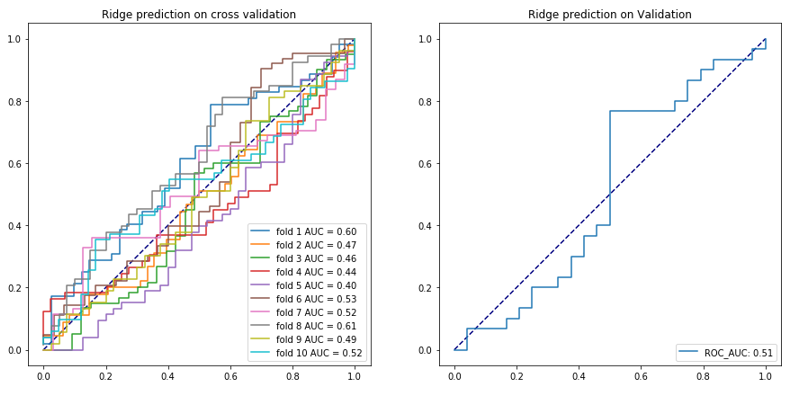 Ridge prediction on cross validation
1.0
0.8
0.6
0.4
0.2
0.0
0.0 0.2 0.4 0.6 0.8 1.0
fold 1 AUC = 0.60
fold 2 AUC = 0.47
fold 3 AUC = 0.46
fold 4 AUC = 0.44
fold 5 AUC = 0.40
fold 6 AUC = 0.53
fold 7 AUC = 0.52
fold 8 AUC = 0.61
fold 9 AUC = 0.49
fold 10 AUC = 0.52
Ridge prediction on Validation
1.0
0.8
0.6
0.4
0.2
0.0
0.0 0.2 0.4 0.6 0.8 1.0
ROC_AUC: 0.51